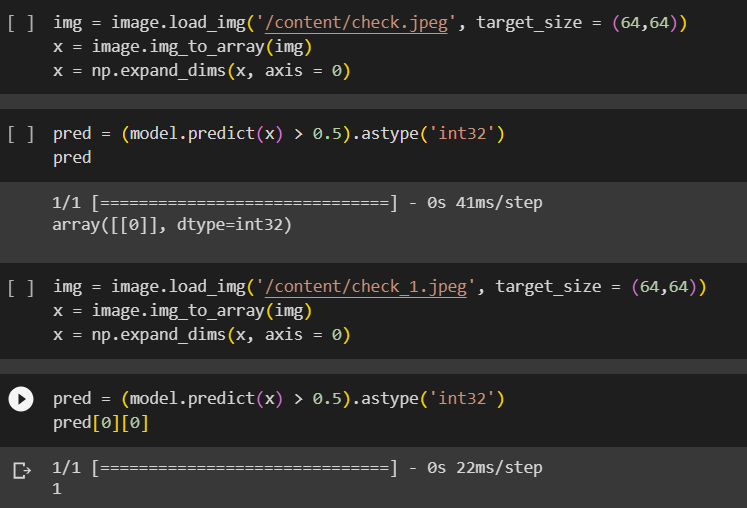 [ ] img = image.load_img('/content/check.jpeg', target_size = (64,64))
x = image.img_to_array(img)
x = np.expand_dims(x, axis = 0)
[ ] pred = (model.predict(x) > 0.5).astype('int32')
pred
1/1 [==============================] - 0s 41ms/step
array([[0]], dtype=int32)
[ ] img = image.load_img('/content/check_1.jpeg', target_size = (64,64))
x = image.img_to_array(img)
x = np.expand_dims(x, axis = 0)
pred = (model.predict(x) > 0.5).astype('int32')
pred[0][0]
1/1 [==============================] - 0s 22ms/step
1